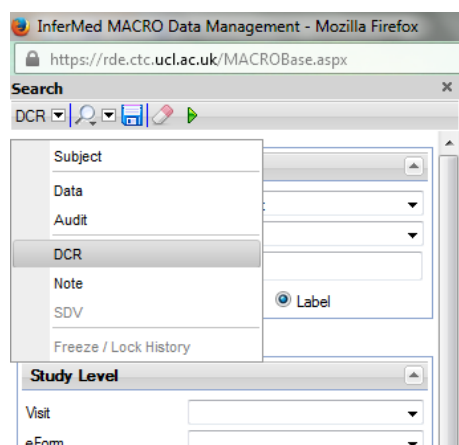 InferMed MACRO Data Management - Mozilla Firefox
https://rde.ctc.ucl.ac.uk/MACROBase.aspx
Search
DCR
Subject
Data
Audit
DCR
Note
SDV
Label
Freeze / Lock History
Study Level
Visit
eForm